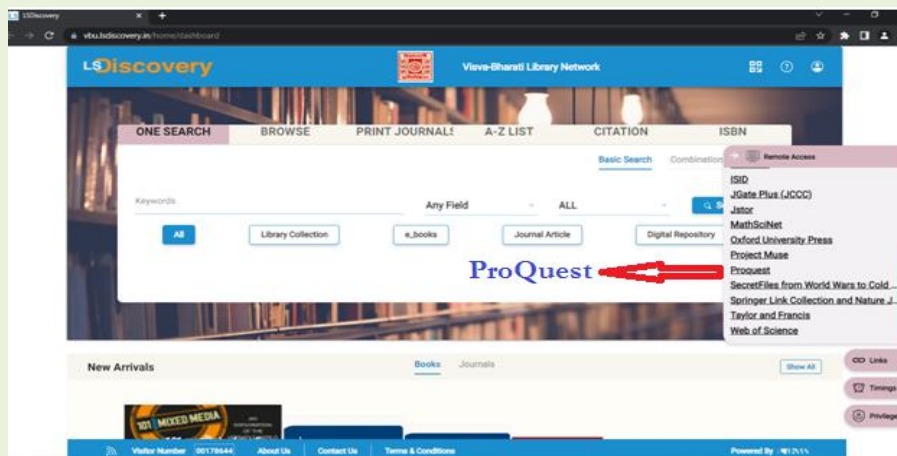 LSDiscovery
vbu.lsdiscovery.in/home/dashboard
LSDiscovery
Visva-Bharati Library Network
ONE SEARCH
BROWSE
PRINT JOURNALS
A-Z LIST
CITATION
ISBN
Basic Search
Combination
Remote Access
Keywords
Any Field
ALL
All
Library Collection
e_books
Journal Article
Digital Repository
ISID
JGate Plus (JCCC)
Jstor
MathSciNet
Oxford University Press
Project Muse
Proquest
SecretFiles from World Wars to Cold ...
Springer Link Collection and Nature J...
Taylor and Francis
Web of Science
ProQuest
New Arrivals
Books
Journals
Show All
Links
Timings
Privilege
101 MIXED MEDIA
Visitor Number 00178644
About Us
Contact Us
Terms & Conditions
Powered By